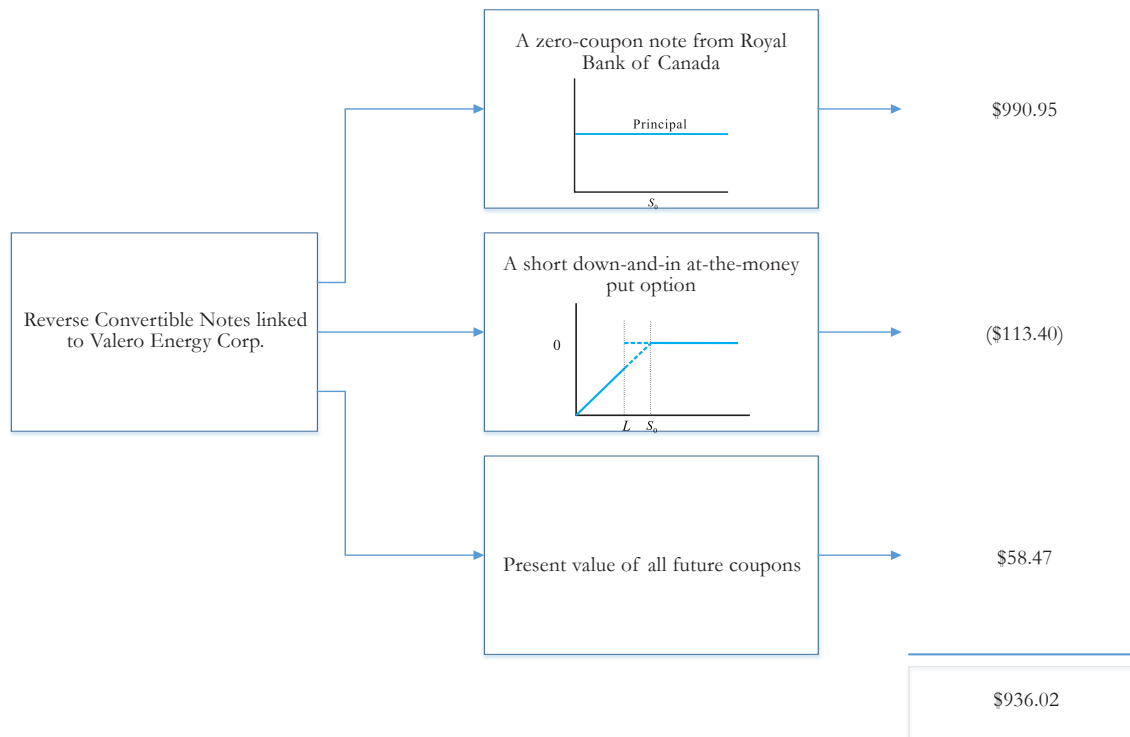 A zero-coupon note from Royal
Bank of Canada
Principal
S₀
$990.95
Reverse Convertible Notes linked
to Valero Energy Corp.
A short down-and-in at-the-money
put option
0
L S₀
($113.40)
Present value of all future coupons
$58.47
$936.02